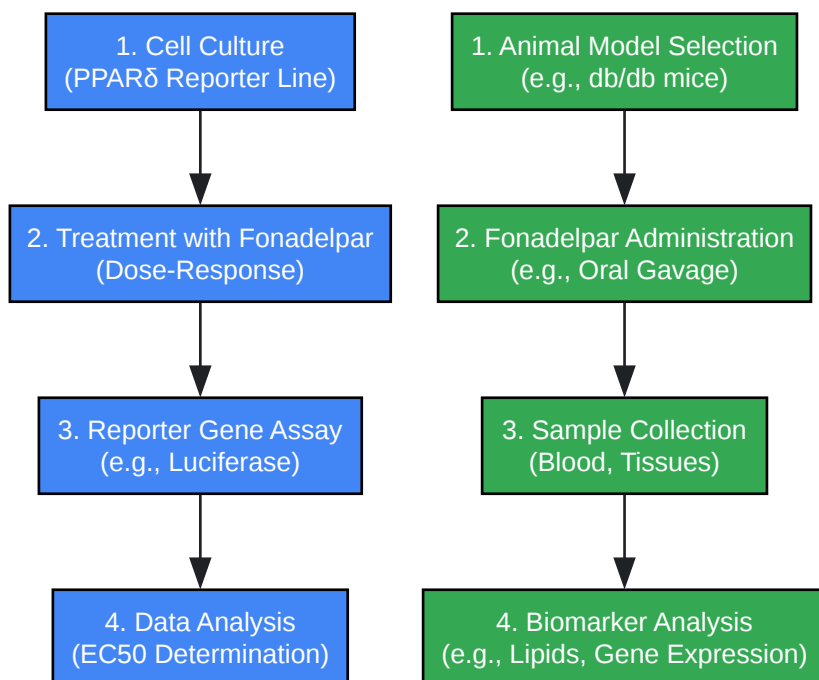 1. Cell Culture
(PPARδ Reporter Line)
2. Treatment with Fonadelpar
(Dose-Response)
3. Reporter Gene Assay
(e.g., Luciferase)
4. Data Analysis
(EC50 Determination)
1. Animal Model Selection
(e.g., db/db mice)
2. Fonadelpar Administration
(e.g., Oral Gavage)
3. Sample Collection
(Blood, Tissues)
4. Biomarker Analysis
(e.g., Lipids, Gene Expression)